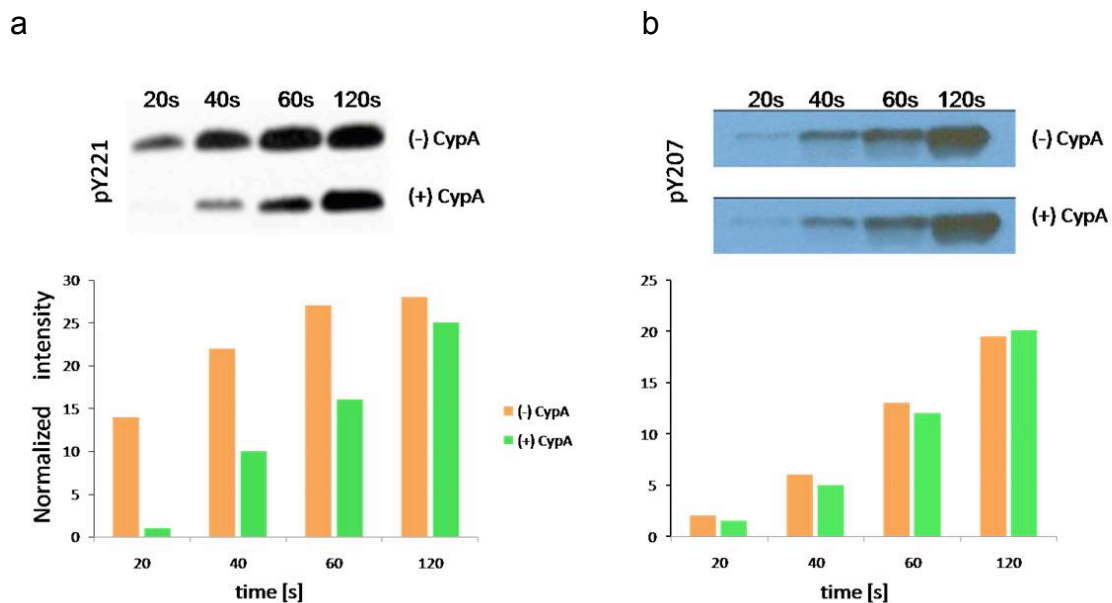 a
20s 40s 60s 120s
pY221
(-) CypA
(+) CypA
Normalized intensity
30
25
20
15
10
5
0
20 40 60 120
time [s]
(-) CypA
(+) CypA
b
20s 40s 60s 120s
pY207
(-) CypA
(+) CypA
25
20
15
10
5
0
20 40 60 120
time [s]